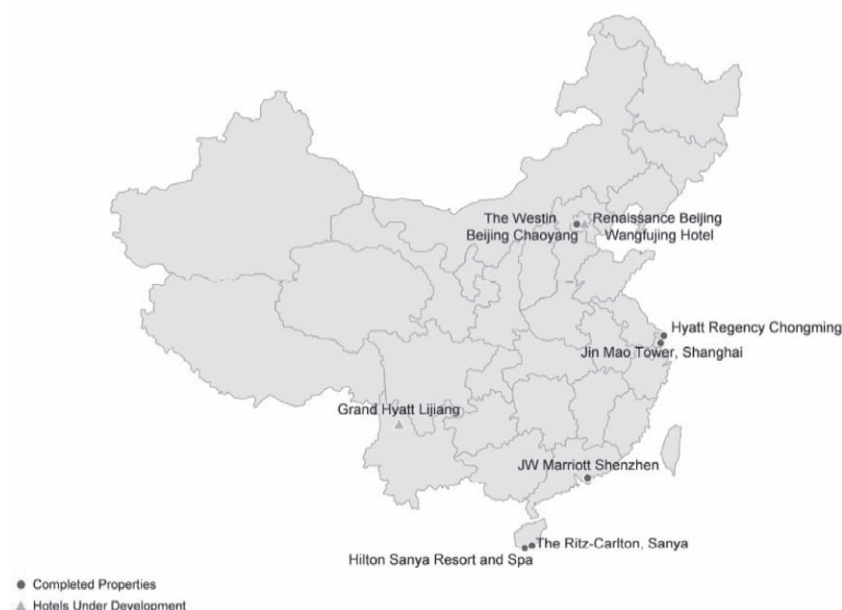 The Westin
Beijing Chaoyang
Renaissance Beijing
Wangfujing Hotel
Hyatt Regency Chongming
Jin Mao Tower, Shanghai
Grand Hyatt Lijiang
JW Marriott Shenzhen
The Ritz-Carlton, Sanya
Hilton Sanya Resort and Spa
Completed Properties
Hotels Under Development